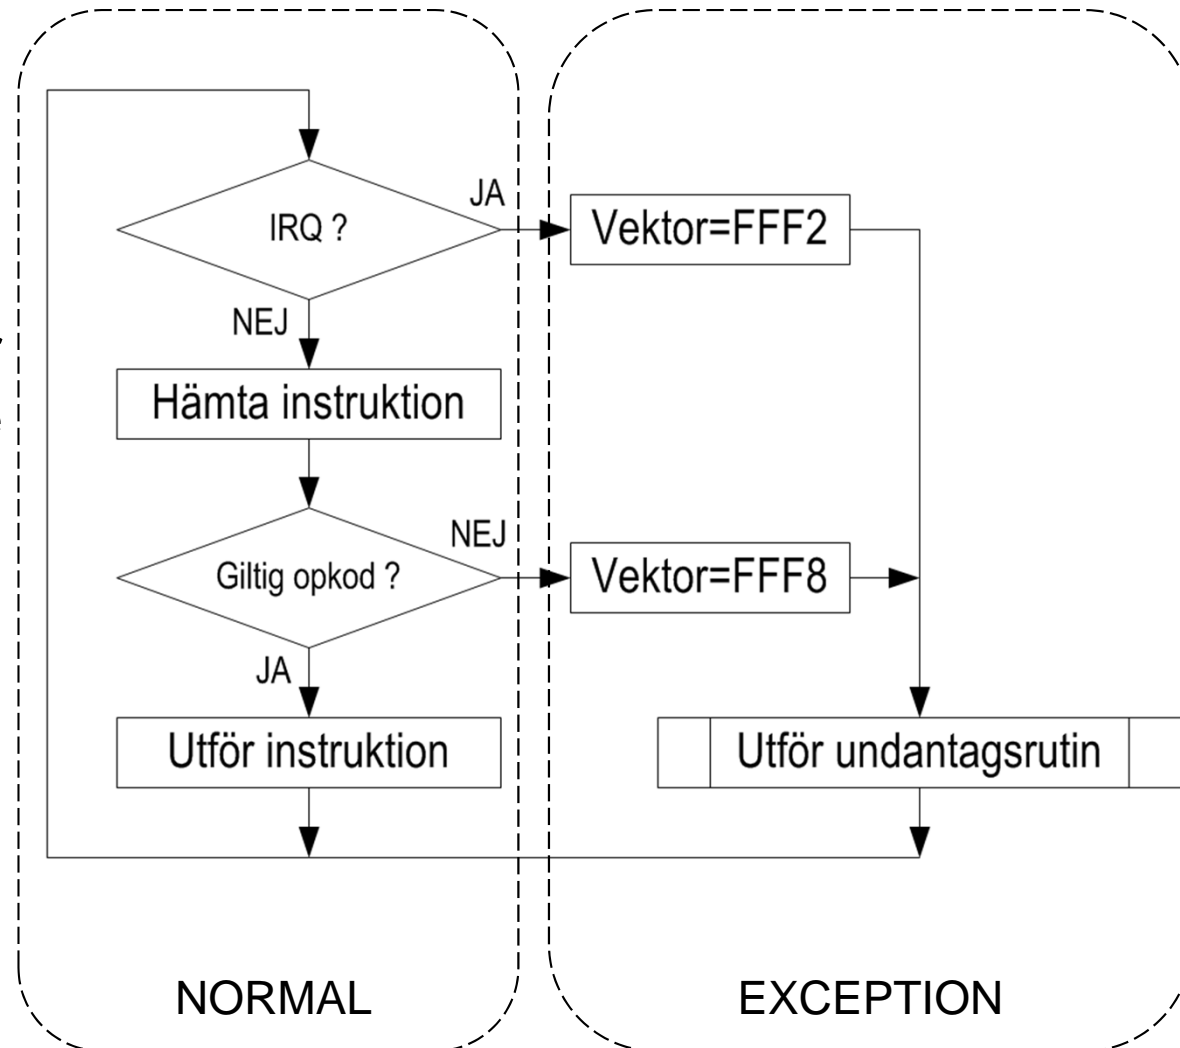 IRQ ?
JA
Vektor=FFF2
NEJ
Hämta instruktion
Giltig opkod ?
NEJ
Vektor=FFF8
JA
Utför instruktion
Utför undantagsrutin
NORMAL
EXCEPTION